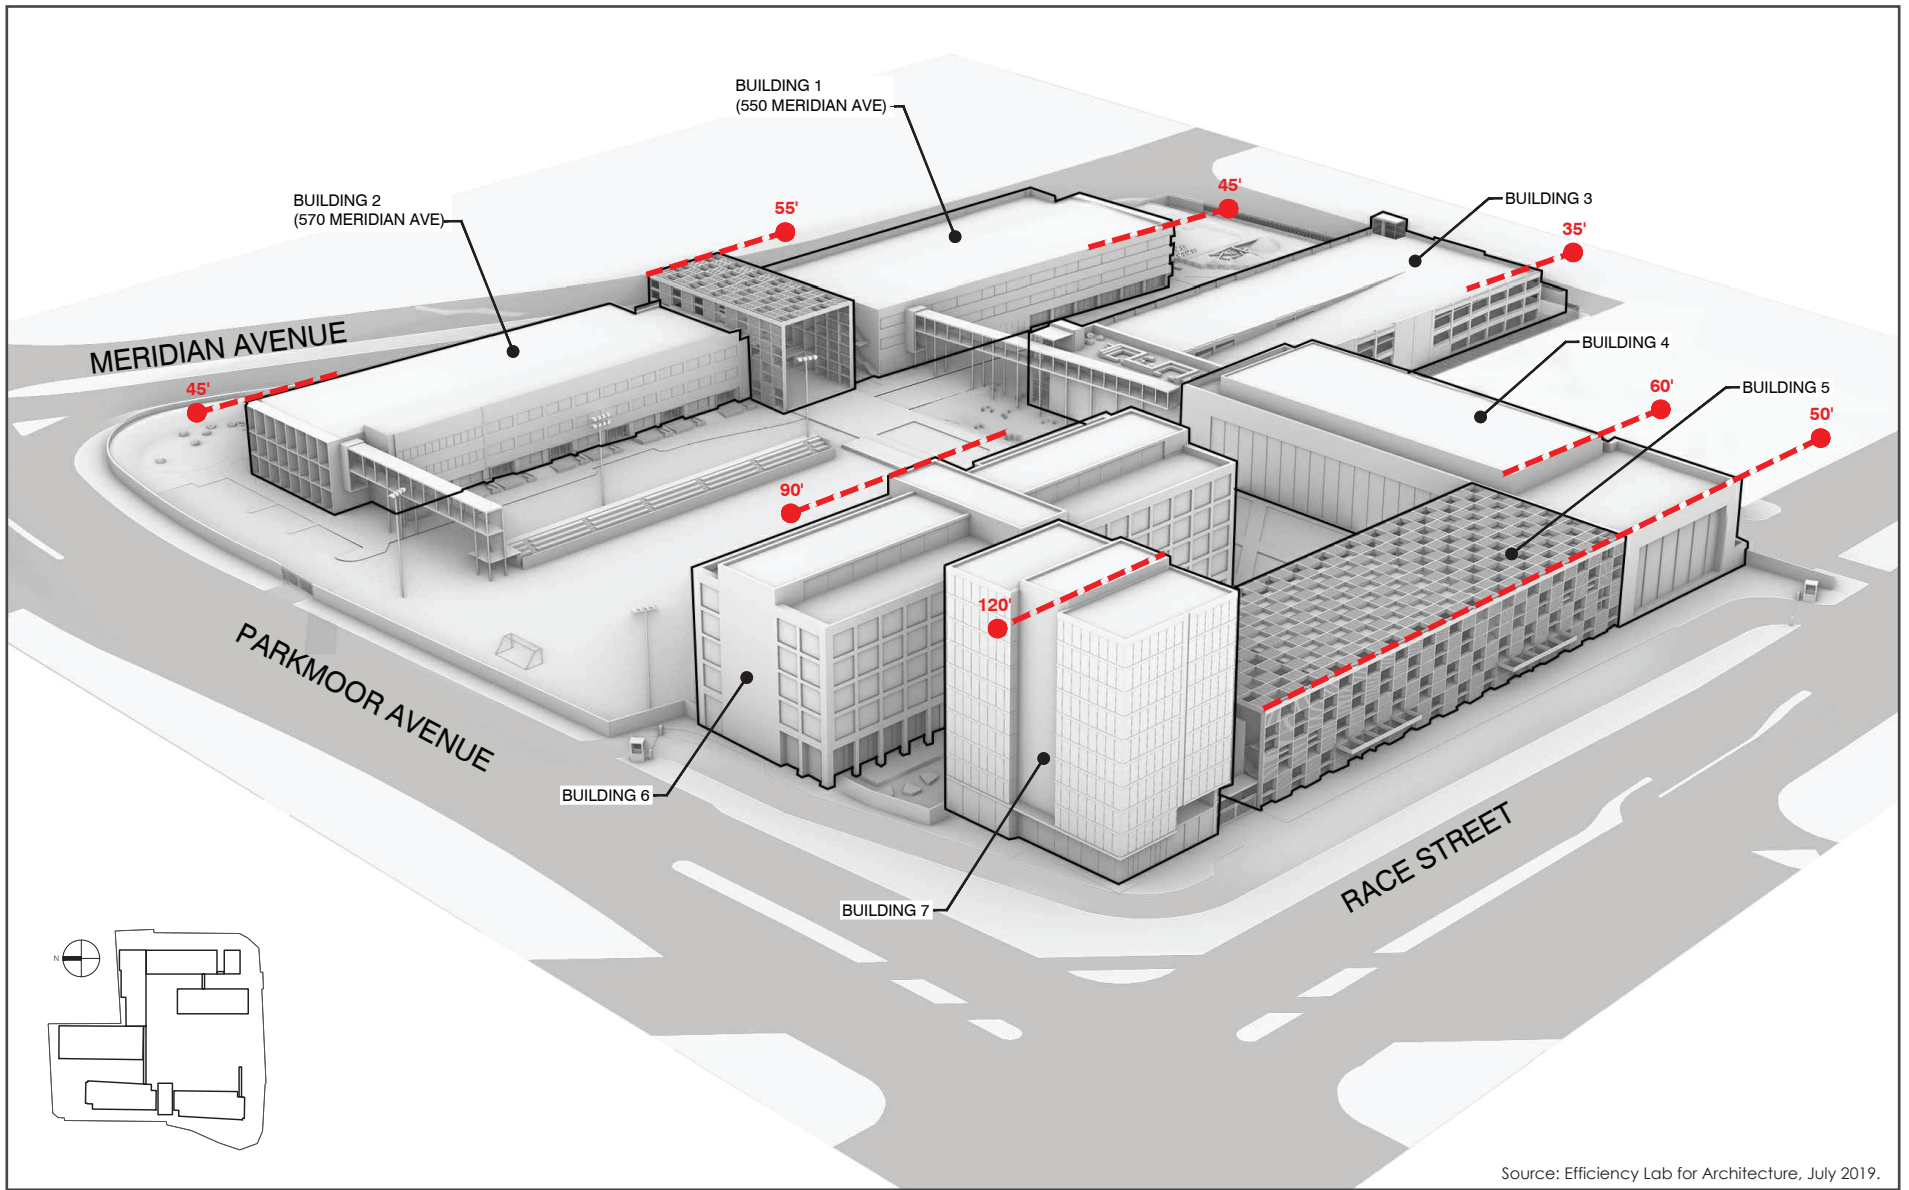 BUILDING 1
(550 MERIDIAN AVE)
BUILDING 2
(570 MERIDIAN AVE)
55'
45'
BUILDING 3
35'
BUILDING 4
MERIDIAN AVENUE
45'
60'
BUILDING 5
50'
90'
120'
PARKMOOR AVENUE
BUILDING 6
RACE STREET
BUILDING 7
N
Source: Efficiency Lab for Architecture, July 2019.